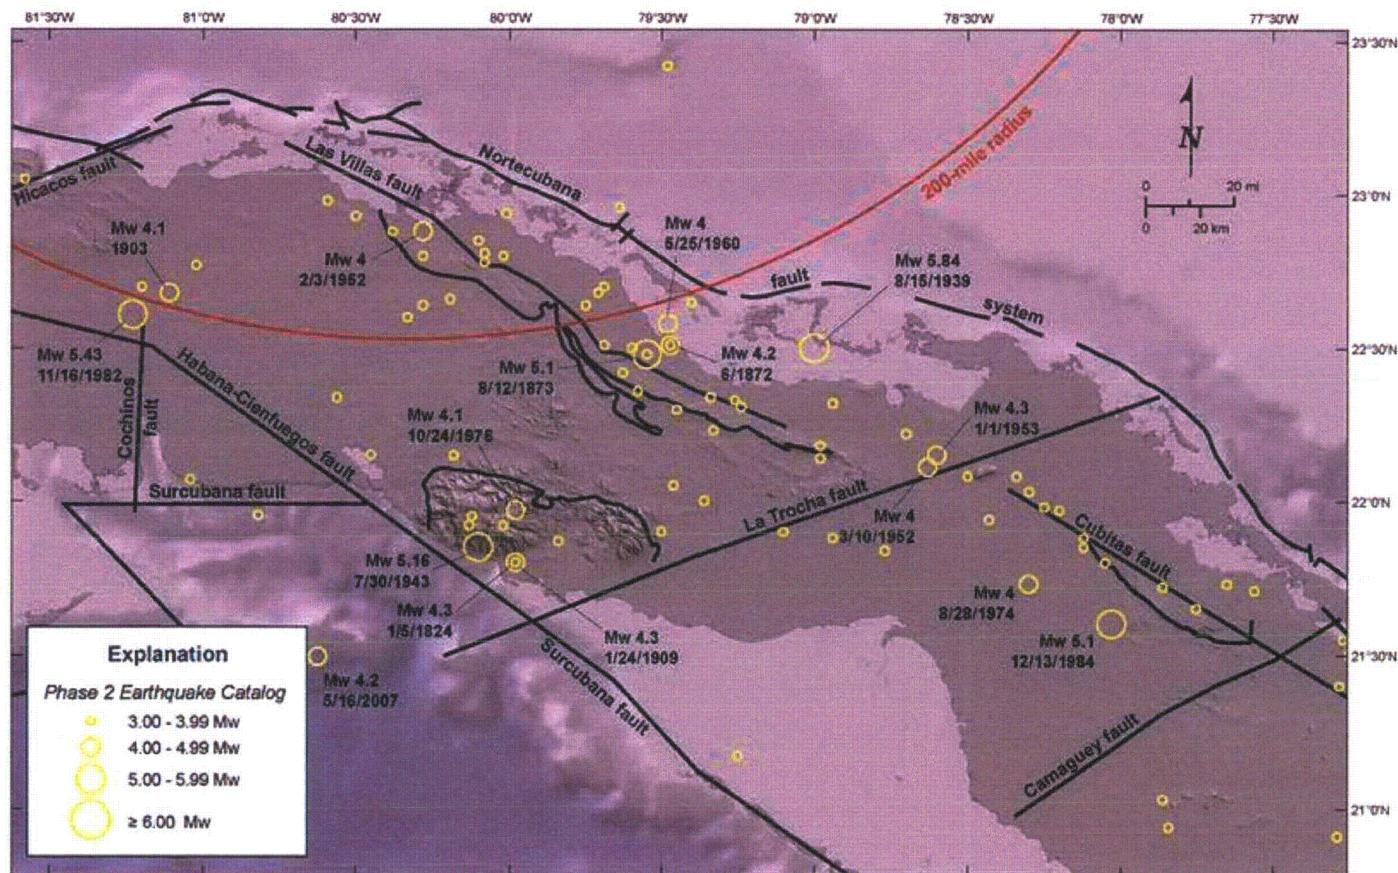 81°30'W 81°0'W 80°30'W 80°0'W 79°30'W 79°0'W 78°30'W 78°0'W 77°30'W
23°30'N
N
200-mile radius
0 20 mi
0 20 km
23°0'N
Hicacos fault
Las Villas fault
Nortecubana
fault
system
Mw 4.1
1903
Mw 4
2/3/1952
Mw 4
5/25/1960
Mw 5.84
8/15/1939
22°30'N
Mw 5.43
11/16/1982
Cochinos
fault
Habana-Cienfuegos fault
Mw 5.1
8/12/1873
Mw 4.2
6/1872
Mw 4.1
10/24/1976
Mw 4.3
1/1/1953
22°0'N
Surcubana fault
La Trocha fault
Mw 4
3/10/1952
Cubitas fault
Mw 5.16
7/30/1943
Mw 4.3
1/5/1824
Mw 4.3
1/24/1909
Mw 4
8/28/1974
Mw 5.1
12/13/1984
21°30'N
Surcubana fault
Mw 4.2
5/16/2007
Camaguey fault
21°0'N
Explanation
Phase 2 Earthquake Catalog
3.00 - 3.99 Mw
4.00 - 4.99 Mw
5.00 - 5.99 Mw
≥ 6.00 Mw